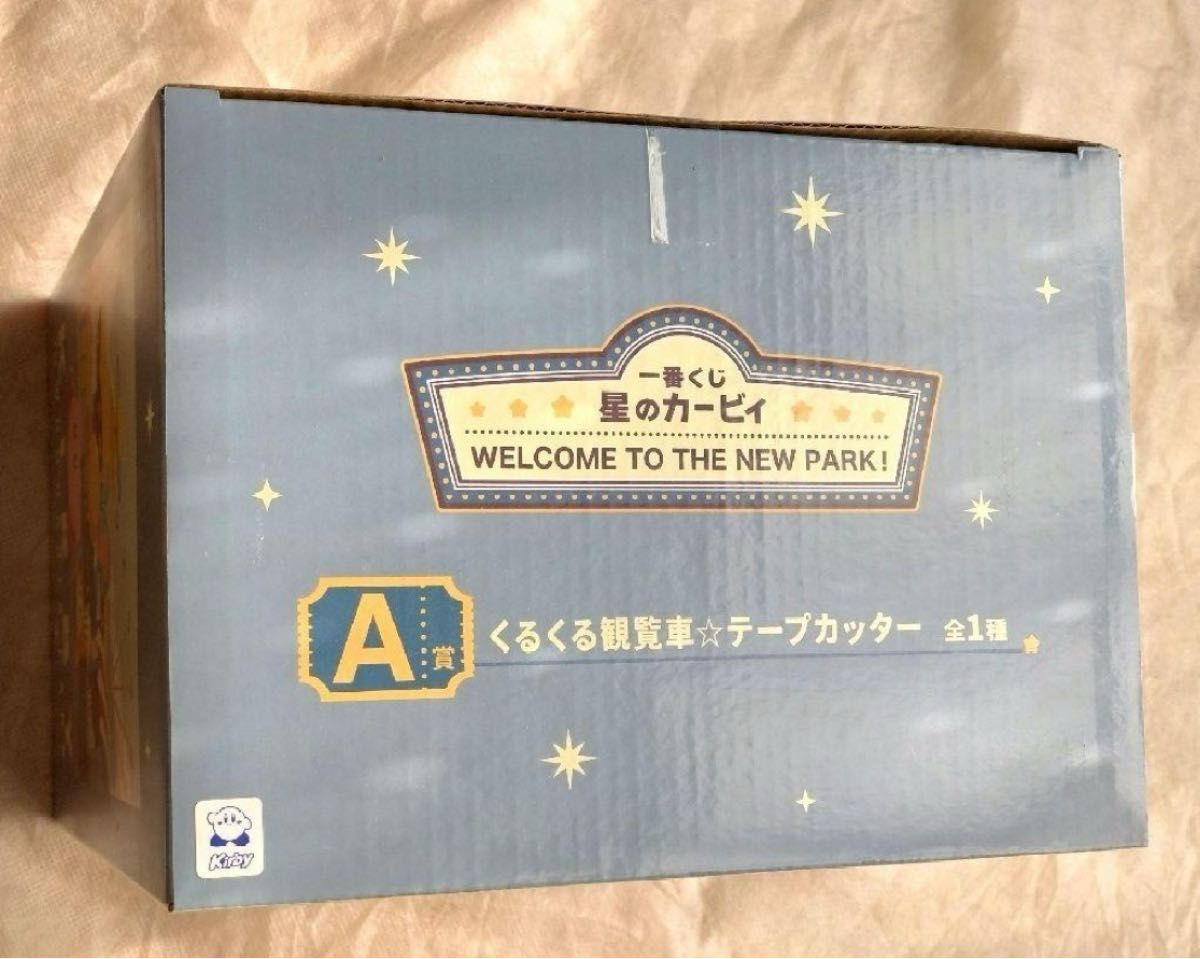 一番くじ
星のカービィ
WELCOME TO THE NEW PARK!
A賞
くるくる観覧車☆テープカッター 全1種
Kirby